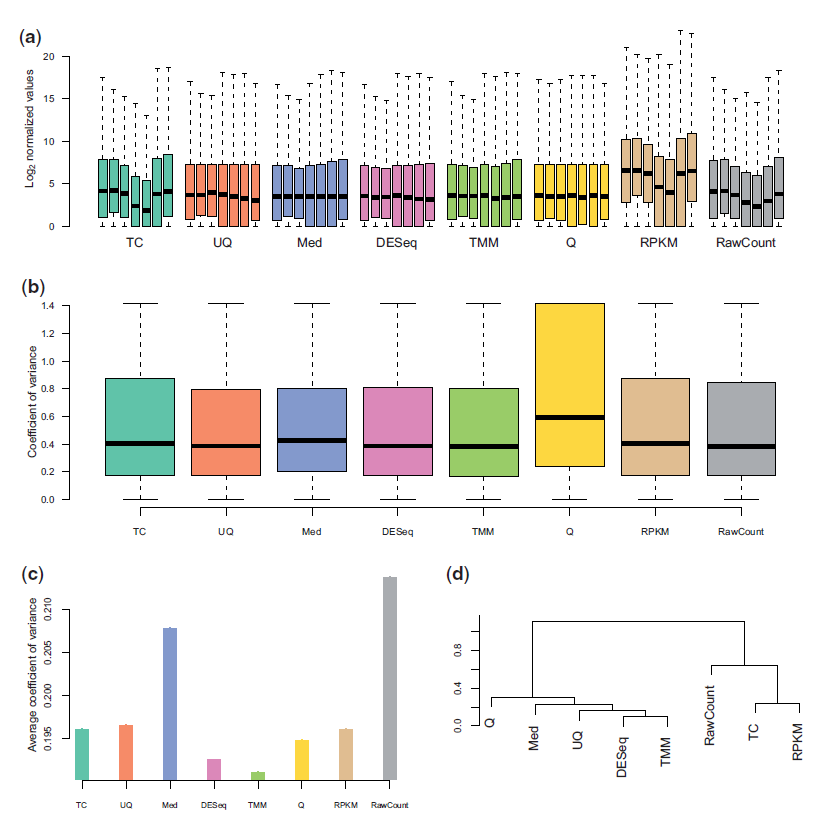 (a)
Log2 normalized values
20
15
10
5
0
TC UQ Med DESeq TMM Q RPKM RawCount
(b)
Coefficient of variance
1.4
1.2
1.0
0.8
0.6
0.4
0.2
0.0
TC UQ Med DESeq TMM Q RPKM RawCount
(c)
Average coefficient of variance
0.210
0.205
0.200
0.195
TC UQ Med DESeq TMM Q RPKM RawCount
(d)
0.8
0.4
0.0
Q Med UQ DESeq TMM RawCount TC RPKM